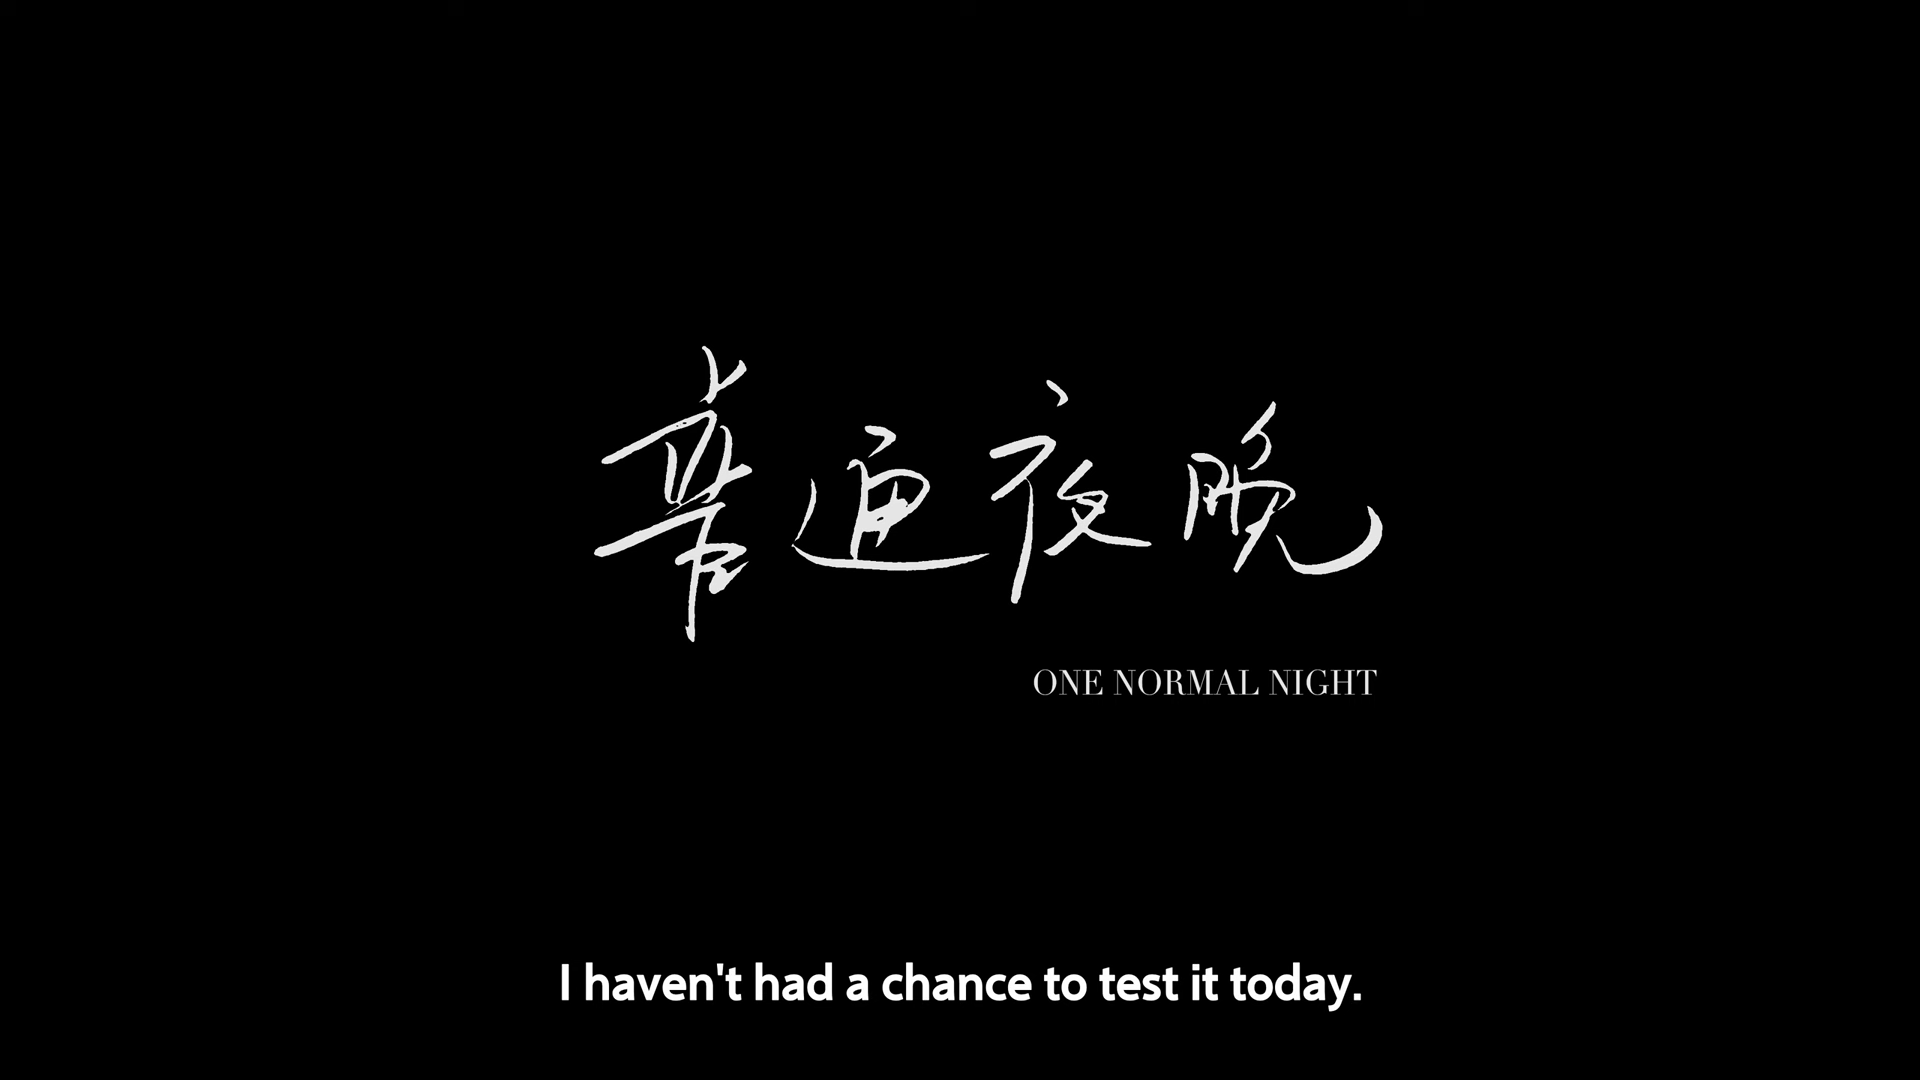 普通夜晚
ONE NORMAL NIGHT
I haven't had a chance to test it today.